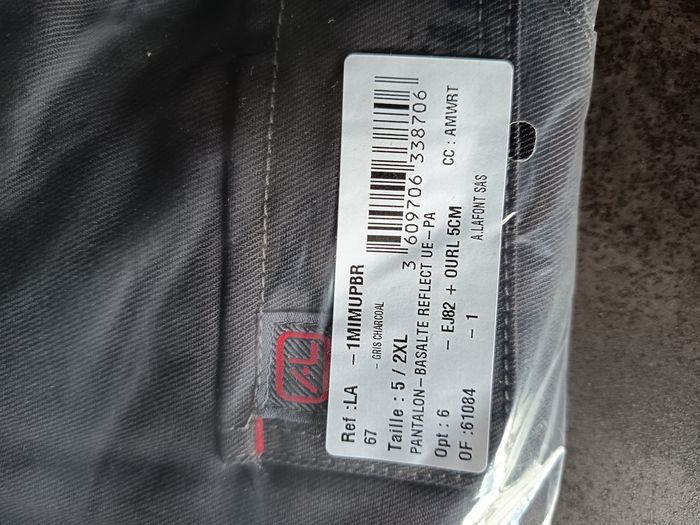 Ref :LA - 1MIMUPBR
67 - GRIS CHARCOAL
Taille : 5 / 2XL
3 609706 338706
PANTALON-BASALTE REFLECT UE-PA
Opt : 6 - EJ82 + OURL 5CM CC : AMWRT
OF :61084 - 1 A.LAFONT SAS
A.L